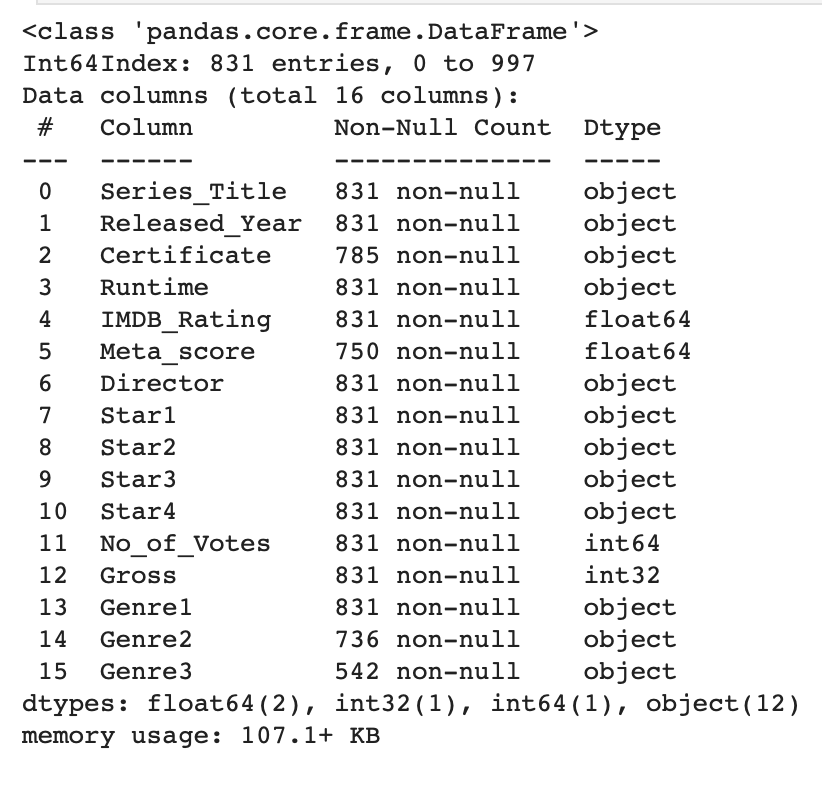 <class 'pandas.core.frame.DataFrame'>
Int64Index: 831 entries, 0 to 997
Data columns (total 16 columns):
 #   Column         Non-Null Count  Dtype
---  ------         --------------  -----
 0   Series_Title   831 non-null    object
 1   Released_Year  831 non-null    object
 2   Certificate    785 non-null    object
 3   Runtime        831 non-null    object
 4   IMDB_Rating    831 non-null    float64
 5   Meta_score     750 non-null    float64
 6   Director       831 non-null    object
 7   Star1          831 non-null    object
 8   Star2          831 non-null    object
 9   Star3          831 non-null    object
 10  Star4          831 non-null    object
 11  No_of_Votes    831 non-null    int64
 12  Gross          831 non-null    int32
 13  Genre1         831 non-null    object
 14  Genre2         736 non-null    object
 15  Genre3         542 non-null    object
dtypes: float64(2), int32(1), int64(1), object(12)
memory usage: 107.1+ KB